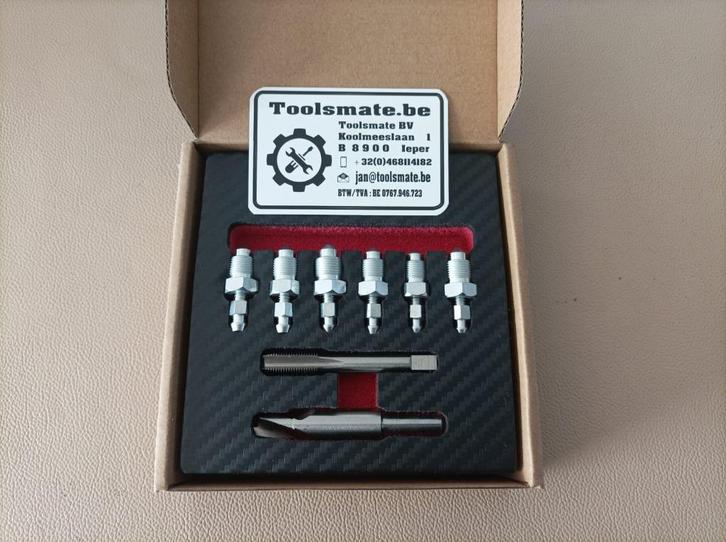 Toolsmate.be
Toolsmate BV
Koolmeeslaan 1
B 8900 Ieper
+32(0)468114182
jan@toolsmate.be
BTW/TVA : BE 0767.946.723